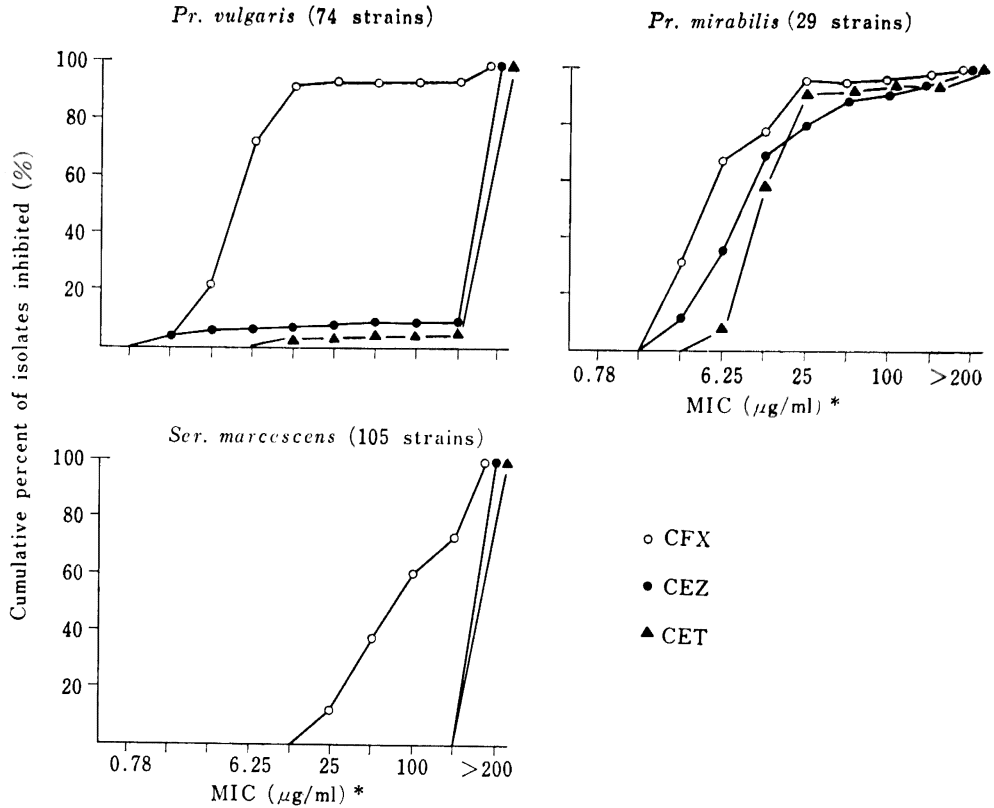 Pr. vulgaris (74 strains)
Pr. mirabilis (29 strains)
Cumulative percent of isolates inhibited (%)
100
80
60
40
20
0.78 6.25 25 100 >200
MIC (μg/ml) *
Ser. marcescens (105 strains)
100
80
60
40
20
0.78 6.25 25 100 >200
MIC (μg/ml) *
CFX
CEZ
CET